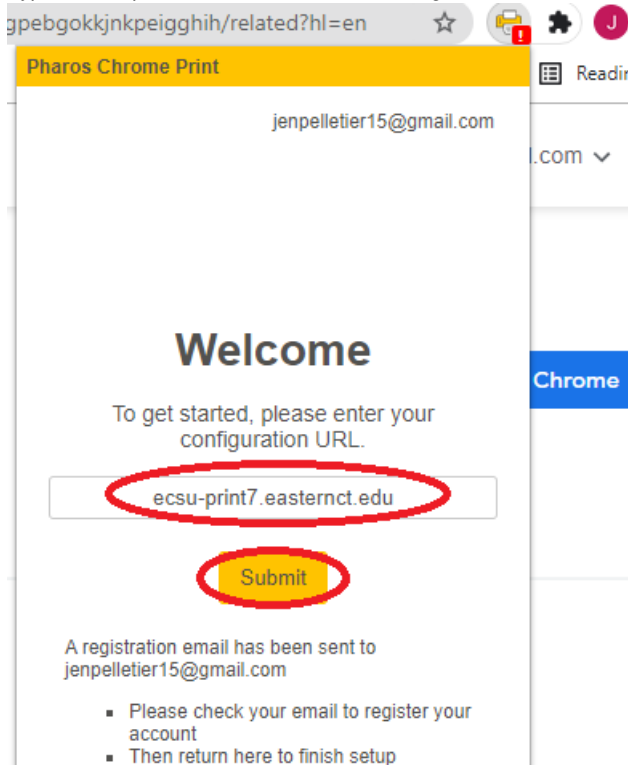 gpebgokkjnkpeigghih/related?hl=en
J
Pharos Chrome Print
Readin
jenpelletier15@gmail.com
l.com
Welcome
Chrome
To get started, please enter your
configuration URL.
ecsu-print7.easternct.edu
Submit
A registration email has been sent to
jenpelletier15@gmail.com
▪ Please check your email to register your
account
▪ Then return here to finish setup